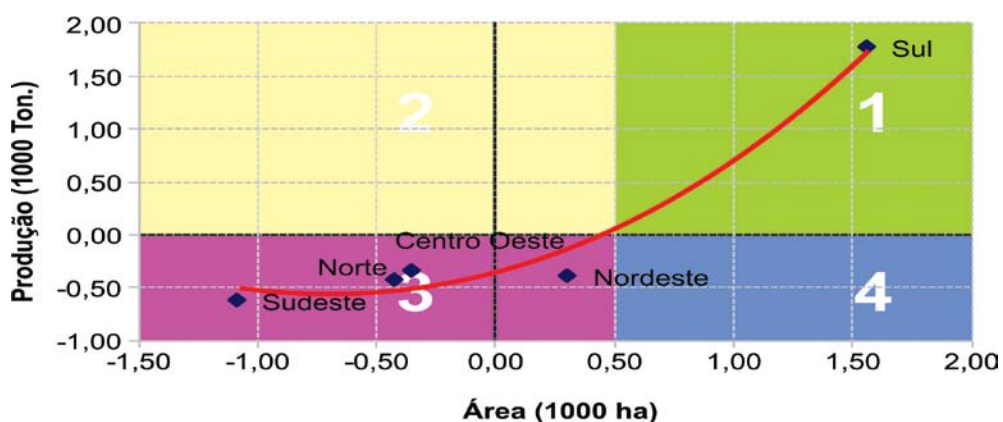 Produção (1000 Ton.)
2,00
1,50
1,00
0,50
0,00
-0,50
-1,00
2
1
3
4
Sul
Centro Oeste
Norte
Nordeste
Sudeste
-1,50 -1,00 -0,50 0,00 0,50 1,00 1,50 2,00
Área (1000 ha)